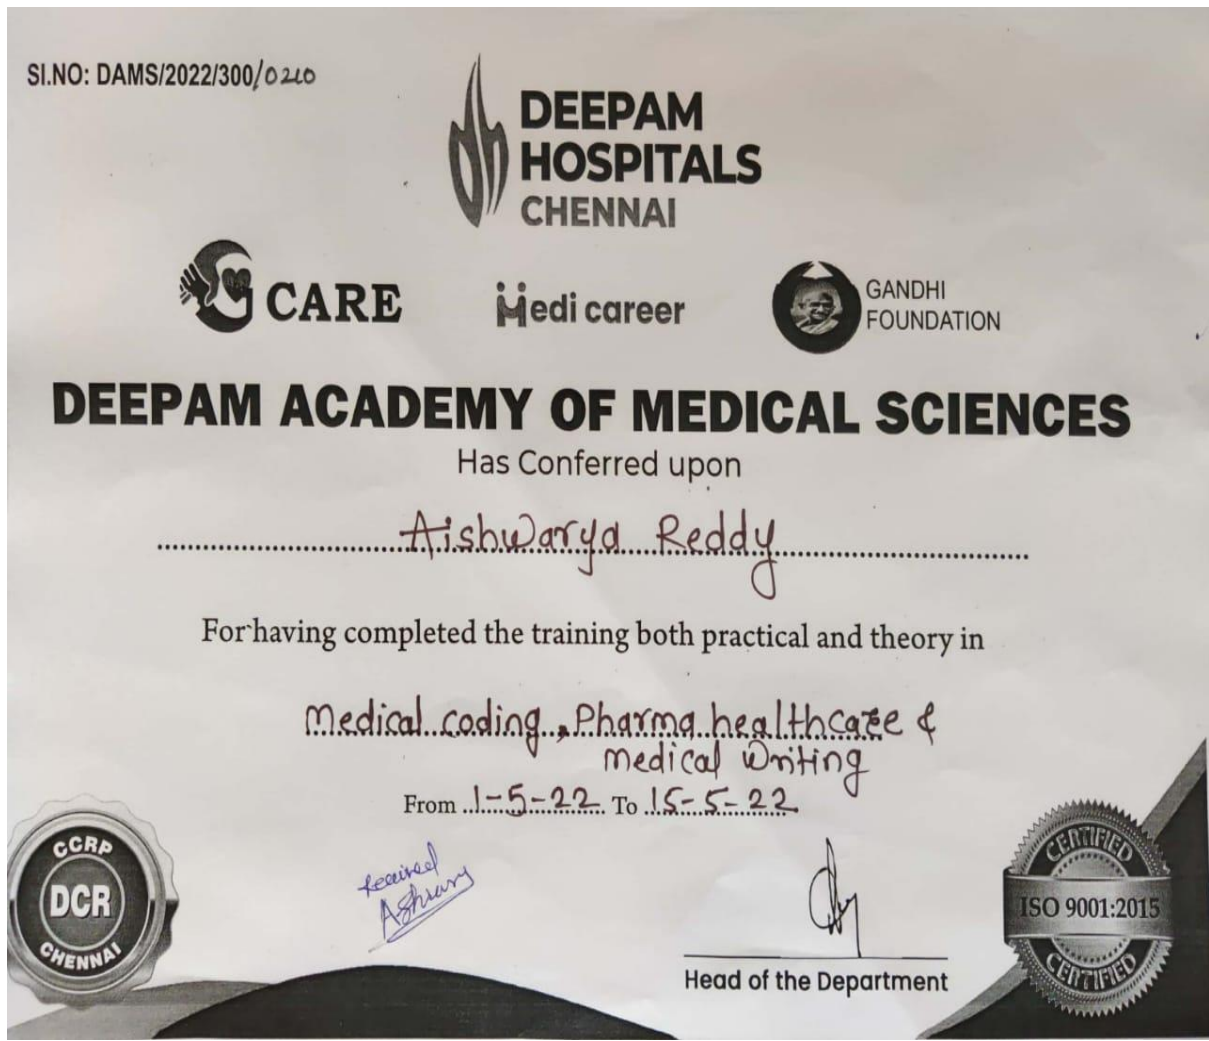 SI.NO: DAMS/2022/300/0210
DEEPAM
HOSPITALS
CHENNAI
CARE
Medi career
GANDHI
FOUNDATION
DEEPAM ACADEMY OF MEDICAL SCIENCES
Has Conferred upon
Aishwarya Reddy
For having completed the training both practical and theory in
Medical coding, Pharma healthcare &
medical Writing
From 1-5-22 To 15-5-22
Received
CCRP
DCR
CHENNAI
Head of the Department
CERTIFIED
ISO 9001:2015
CERTIFIED